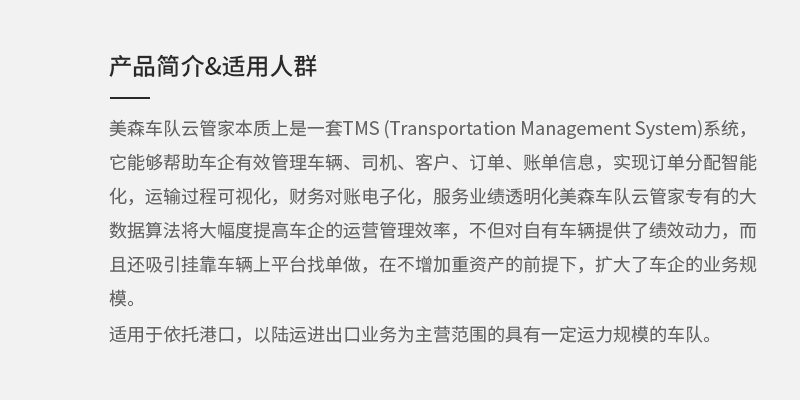 产品简介&适用人群
美森车队云管家本质上是一套TMS (Transportation Management System)系统，
它能够帮助车企有效管理车辆、司机、客户、订单、账单信息，实现订单分配智能
化，运输过程可视化，财务对账电子化，服务业绩透明化美森车队云管家专有的大
数据算法将大幅度提高车企的运营管理效率，不但对自有车辆提供了绩效动力，而
且还吸引挂靠车辆上平台找单做，在不增加重资产的前提下，扩大了车企的业务规
模。
适用于依托港口，以陆运进出口业务为主营范围的具有一定运力规模的车队。